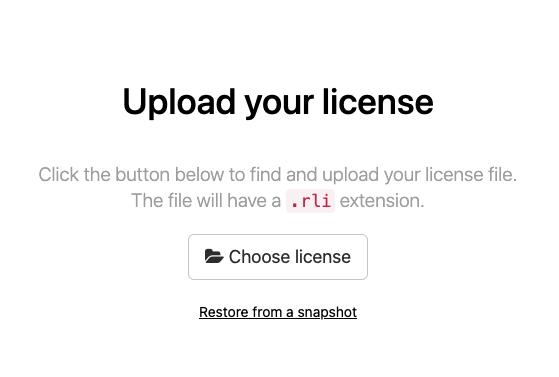 Upload your license
Click the button below to find and upload your license file.
The file will have a .rli extension.
Choose license
Restore from a snapshot